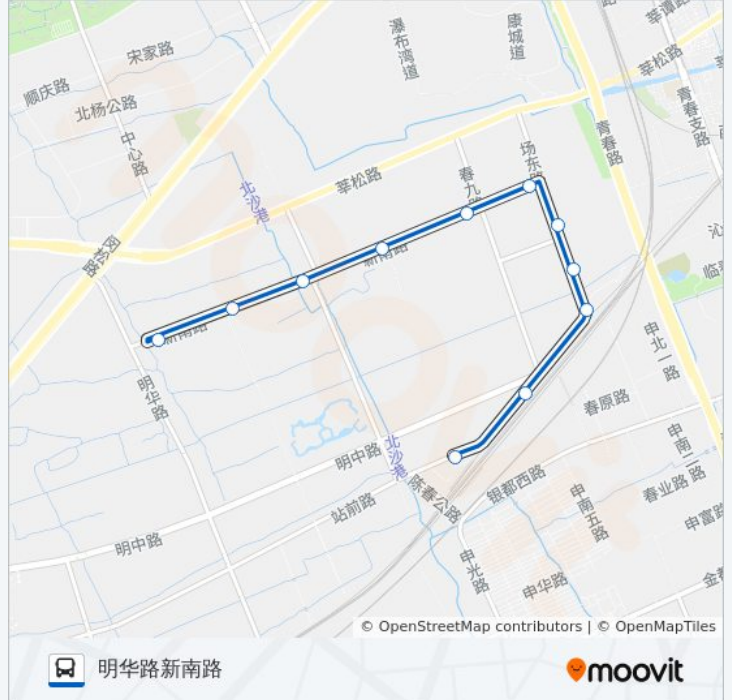 宋家路
瀑布湾道
康城道
莘潭路
顺庆路
北杨公路
莘松路
中心路
青春路
青春支路
场东路
北沙港
莘松路
春九路
沁
凤松路
新南路
临春
新南路
申北一路
明华路
春原路
北沙港
明中路
申南二路
陈春公路
银都西路
春业路
路
站前路
申南五路
申富路
明中路
申光路
申华路
金都
© OpenStreetMap contributors | © OpenMapTiles
明华路新南路
moovit